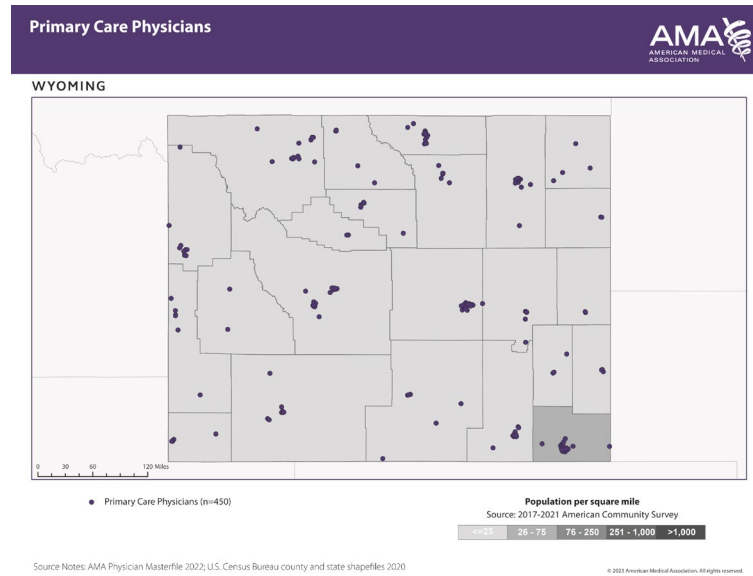 Primary Care Physicians
AMA
AMERICAN MEDICAL
ASSOCIATION
WYOMING
0 30 60 120 Miles
Primary Care Physicians (n=450)
Population per square mile
Source: 2017-2021 American Community Survey
<=25 26 - 75 76 - 250 251 - 1,000 >1,000
Source Notes: AMA Physician Masterfile 2022; U.S. Census Bureau county and state shapefiles 2020
© 2023 American Medical Association. All rights reserved.